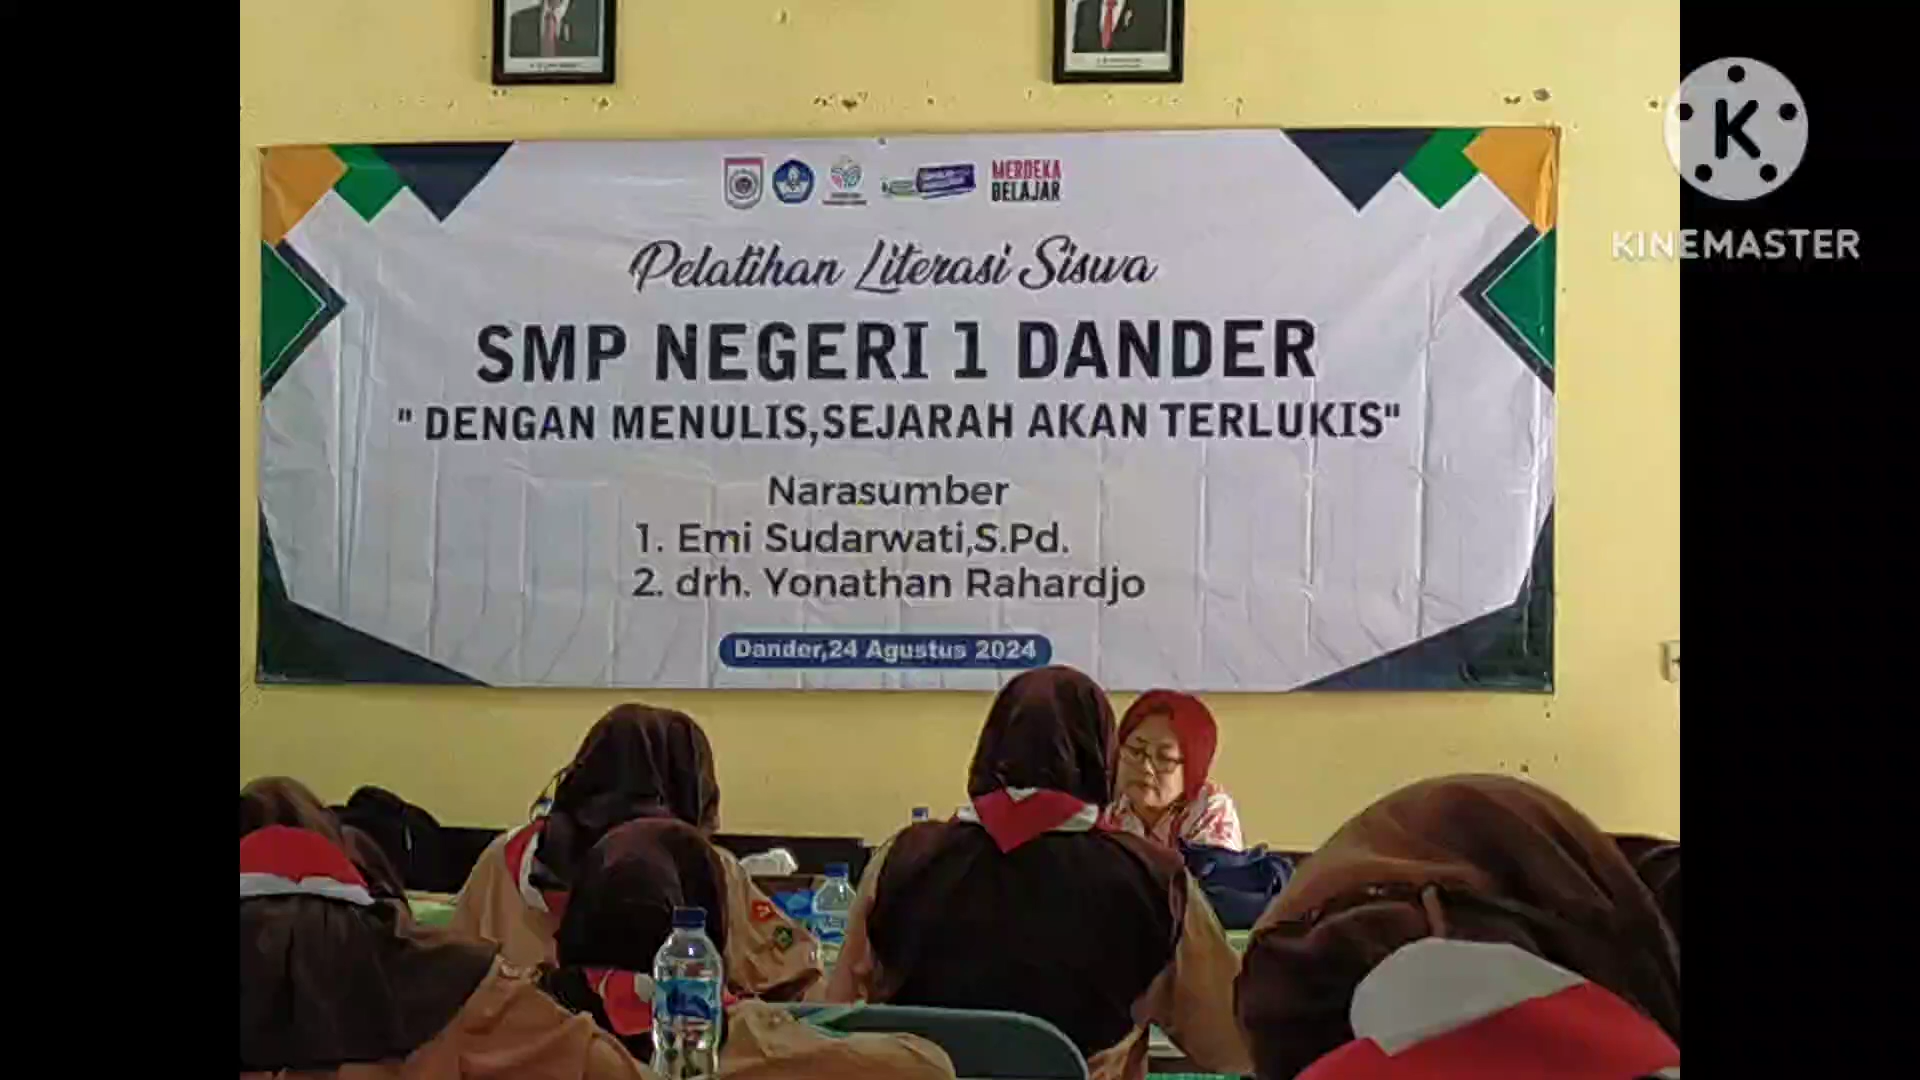 MERDEKA
BELAJAR
Pelatihan Literasi Siswa
SMP NEGERI 1 DANDER
" DENGAN MENULIS,SEJARAH AKAN TERLUKIS"
Narasumber
1. Emi Sudarwati,S.Pd.
2. drh. Yonathan Rahardjo
Dander,24 Agustus 2024
K
KINEMASTER